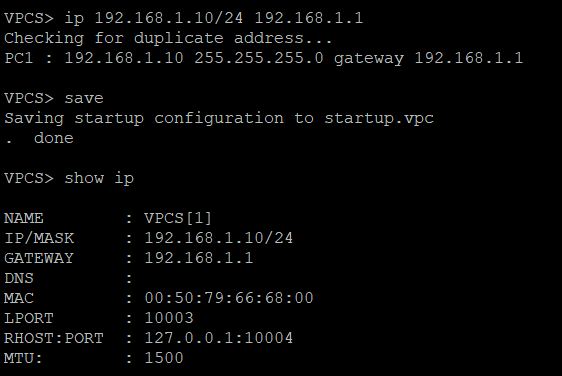 VPCS> ip 192.168.1.10/24 192.168.1.1
Checking for duplicate address...
PC1 : 192.168.1.10 255.255.255.0 gateway 192.168.1.1
VPCS> save
Saving startup configuration to startup.vpc
.  done
VPCS> show ip
NAME        : VPCS[1]
IP/MASK     : 192.168.1.10/24
GATEWAY     : 192.168.1.1
DNS         :
MAC         : 00:50:79:66:68:00
LPORT       : 10003
RHOST:PORT  : 127.0.0.1:10004
MTU:        : 1500